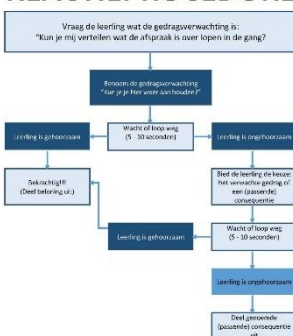 Vraag de leerling wat de gedragsverwachting is:
"Kun je mij vertellen wat de afspraak is over lopen in de gang?"
Benoem de gedragsverwachting
"Kun je je hier weer aan houden?"
Leerling is gehoorzaam
Wacht of loop weg
(5 - 10 seconden)
Leerling is ongehoorzaam
Bekrachtig!!!
(Deel beloning uit)
Bied de leerling de keuze:
het verwachte gedrag of
een (passende)
consequentie
Leerling is gehoorzaam
Wacht of loop weg
(5 - 10 seconden)
Leerling is ongehoorzaam
Deel genoemde
(passende) consequentie
uit